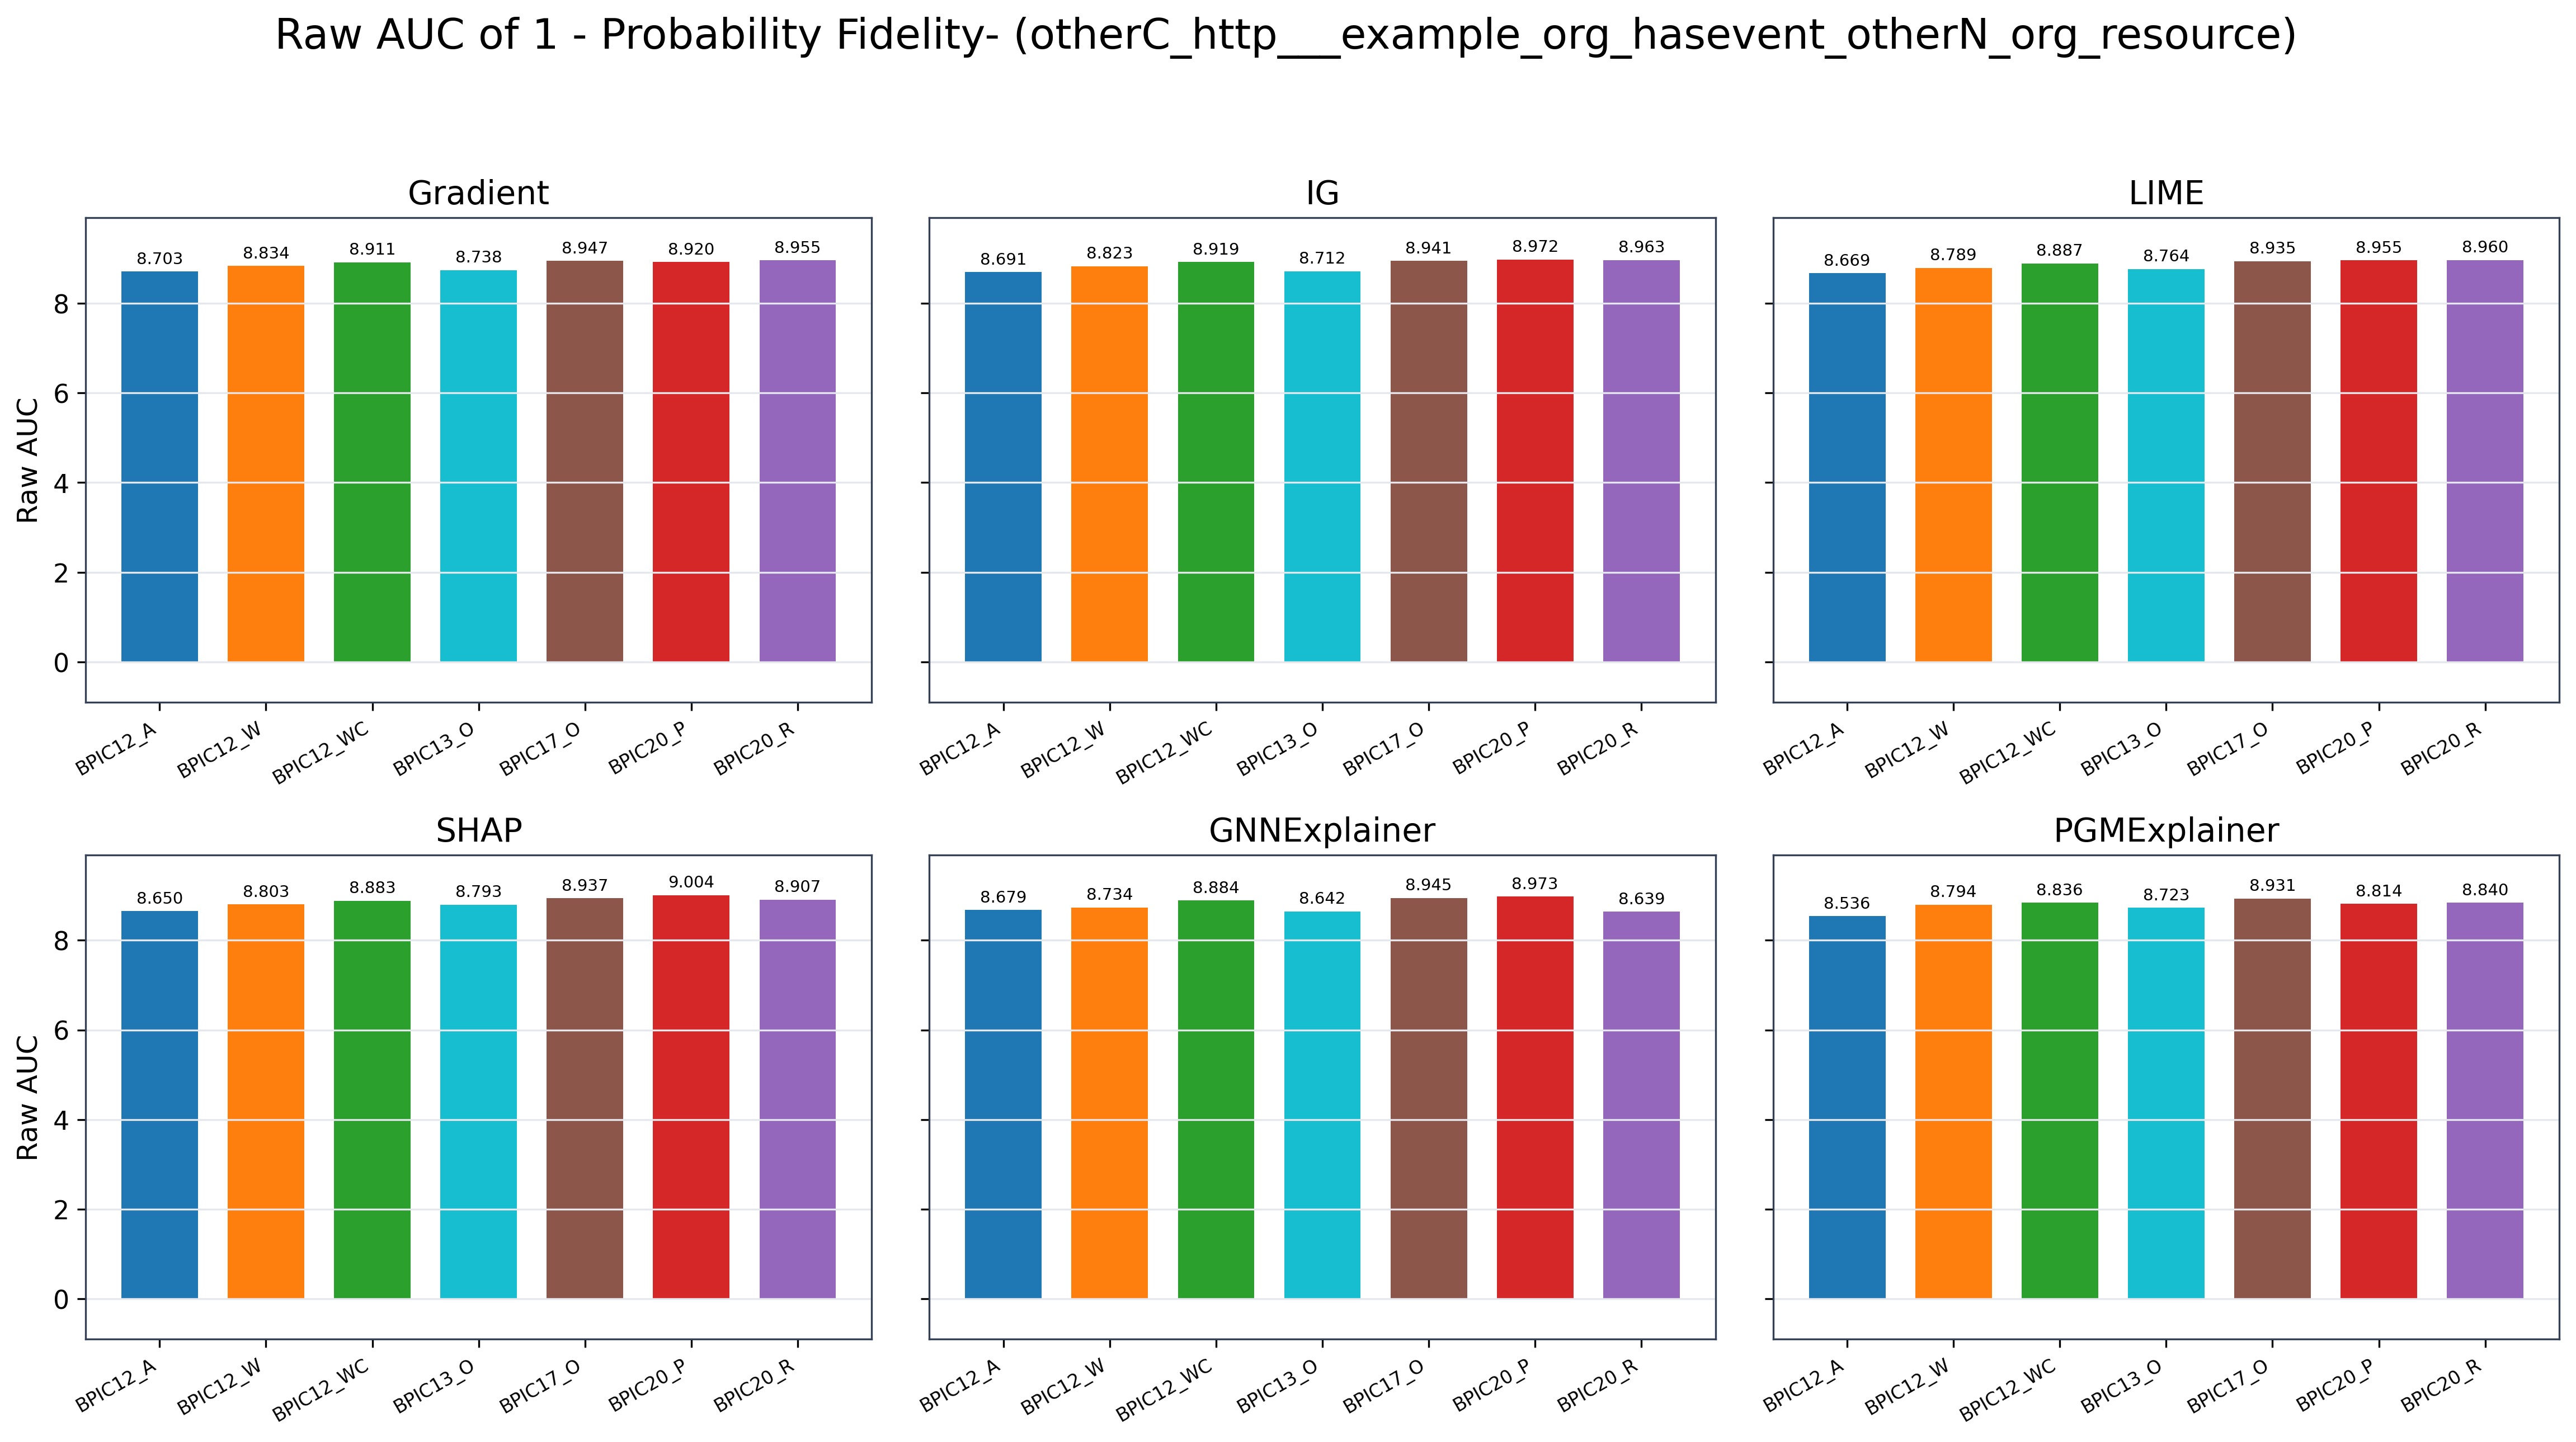 Raw AUC of 1 - Probability Fidelity- (otherC_http___example_org_hasevent_otherN_org_resource)
Gradient
IG
LIME
8.703 8.834 8.911 8.738 8.947 8.920 8.955
8.691 8.823 8.919 8.712 8.941 8.972 8.963
8.669 8.789 8.887 8.764 8.935 8.955 8.960
Raw AUC
8
6
4
2
0
BPIC12_A BPIC12_W BPIC12_WC BPIC13_O BPIC17_O BPIC20_P BPIC20_R
BPIC12_A BPIC12_W BPIC12_WC BPIC13_O BPIC17_O BPIC20_P BPIC20_R
BPIC12_A BPIC12_W BPIC12_WC BPIC13_O BPIC17_O BPIC20_P BPIC20_R
SHAP
GNNExplainer
PGMExplainer
8.650 8.803 8.883 8.793 8.937 9.004 8.907
8.679 8.734 8.884 8.642 8.945 8.973 8.639
8.536 8.794 8.836 8.723 8.931 8.814 8.840
Raw AUC
8
6
4
2
0
BPIC12_A BPIC12_W BPIC12_WC BPIC13_O BPIC17_O BPIC20_P BPIC20_R
BPIC12_A BPIC12_W BPIC12_WC BPIC13_O BPIC17_O BPIC20_P BPIC20_R
BPIC12_A BPIC12_W BPIC12_WC BPIC13_O BPIC17_O BPIC20_P BPIC20_R